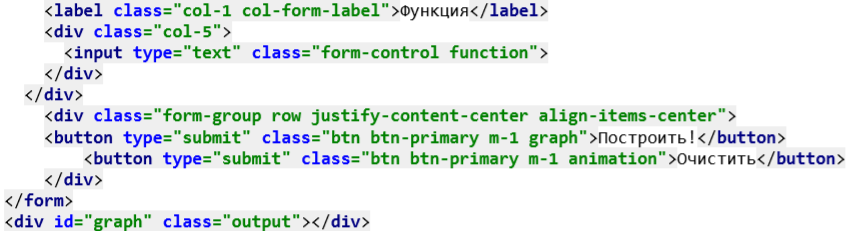 <label class="col-1 col-form-label">Функция</label>
<div class="col-5">
<input type="text" class="form-control function">
</div>
</div>
<div class="form-group row justify-content-center align-items-center">
<button type="submit" class="btn btn-primary m-1 graph">Построить!</button>
<button type="submit" class="btn btn-primary m-1 animation">Очистить</button>
</div>
</form>
<div id="graph" class="output"></div>